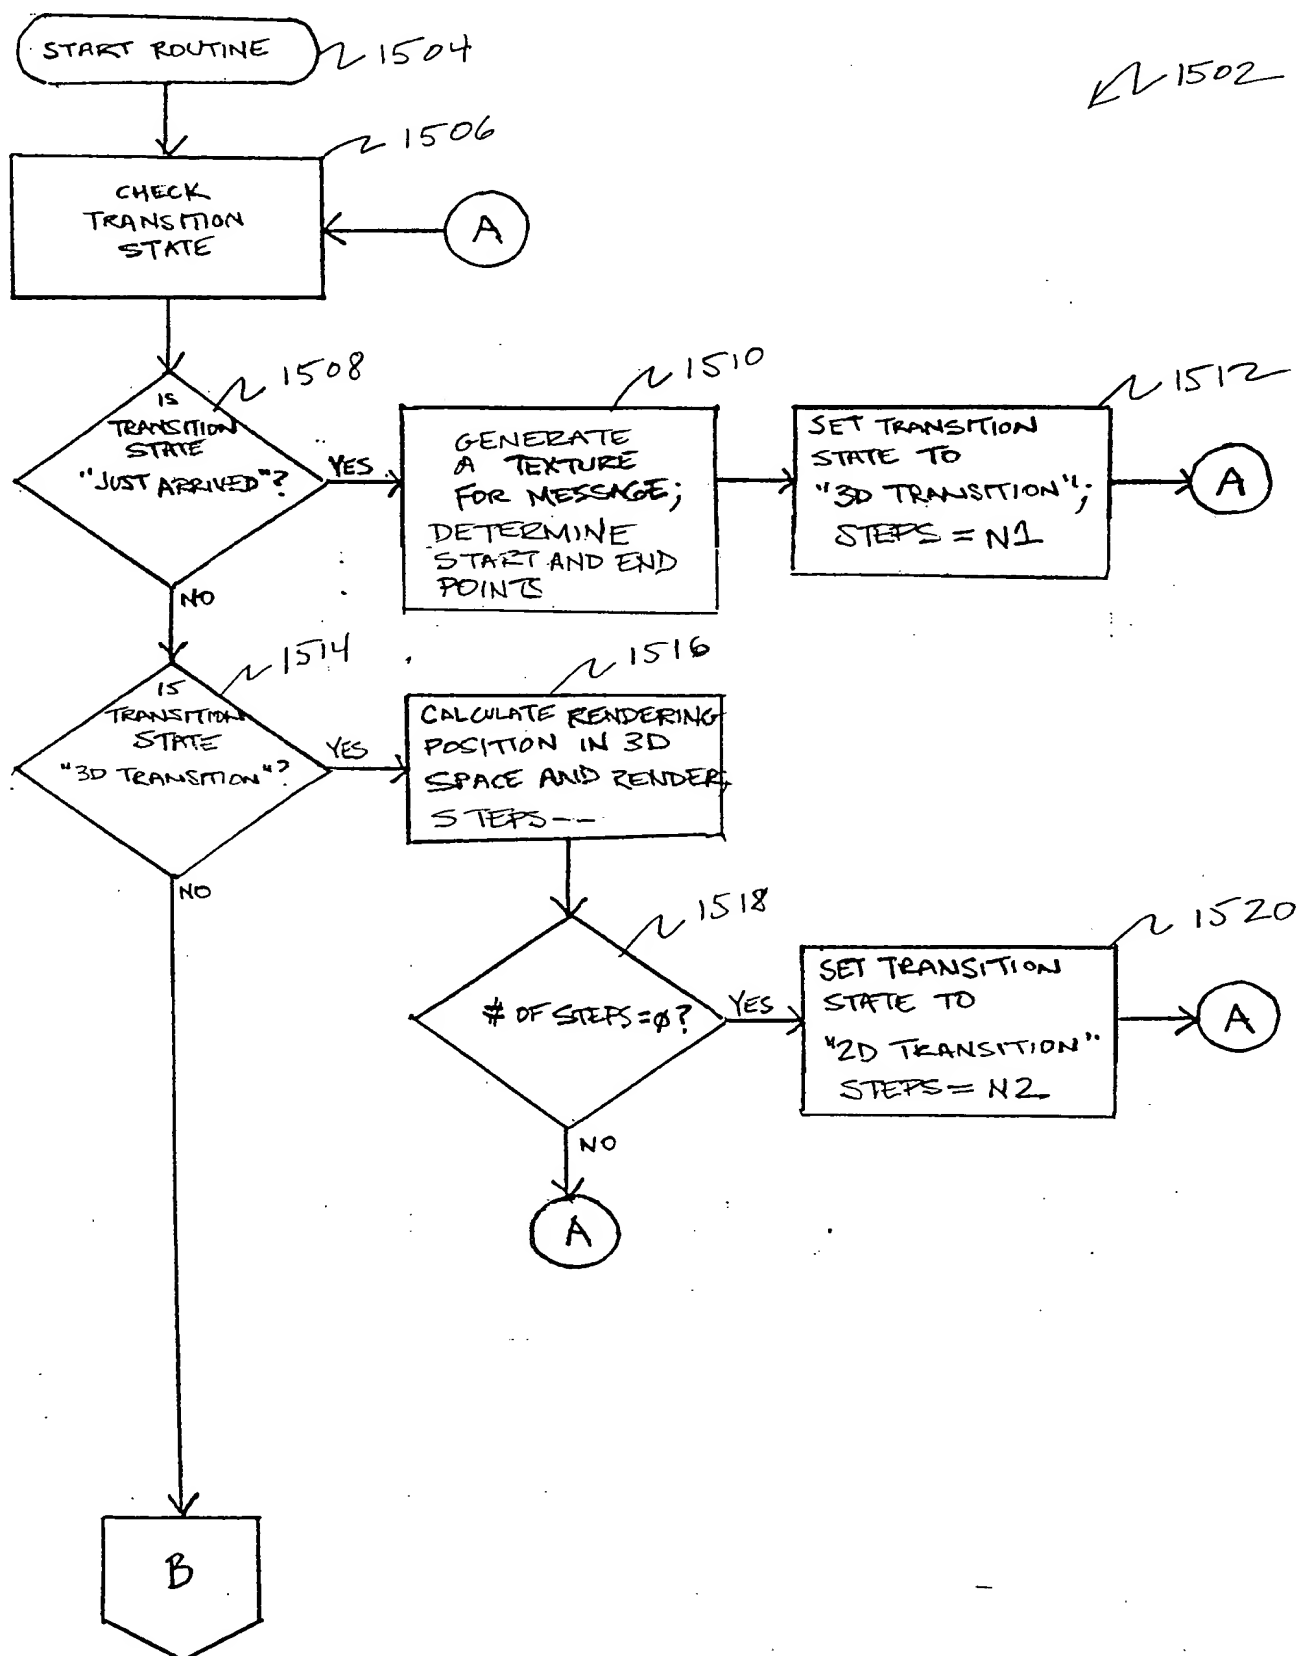 START ROUTINE
1504
1502
1506
CHECK
TRANSITION
STATE
A
1508
IS
TRANSITION
STATE
"JUST ARRIVED"?
YES
NO
1510
GENERATE
A TEXTURE
FOR MESSAGE;
DETERMINE
START AND END
POINTS
1512
SET TRANSITION
STATE TO
"3D TRANSITION";
STEPS = N1
A
1514
IS
TRANSITION
STATE
"3D TRANSITION"?
YES
NO
1516
CALCULATE RENDERING
POSITION IN 3D
SPACE AND RENDER;
STEPS--
1518
# OF STEPS=ø?
YES
NO
A
1520
SET TRANSITION
STATE TO
"2D TRANSITION"
STEPS = N2
A
B